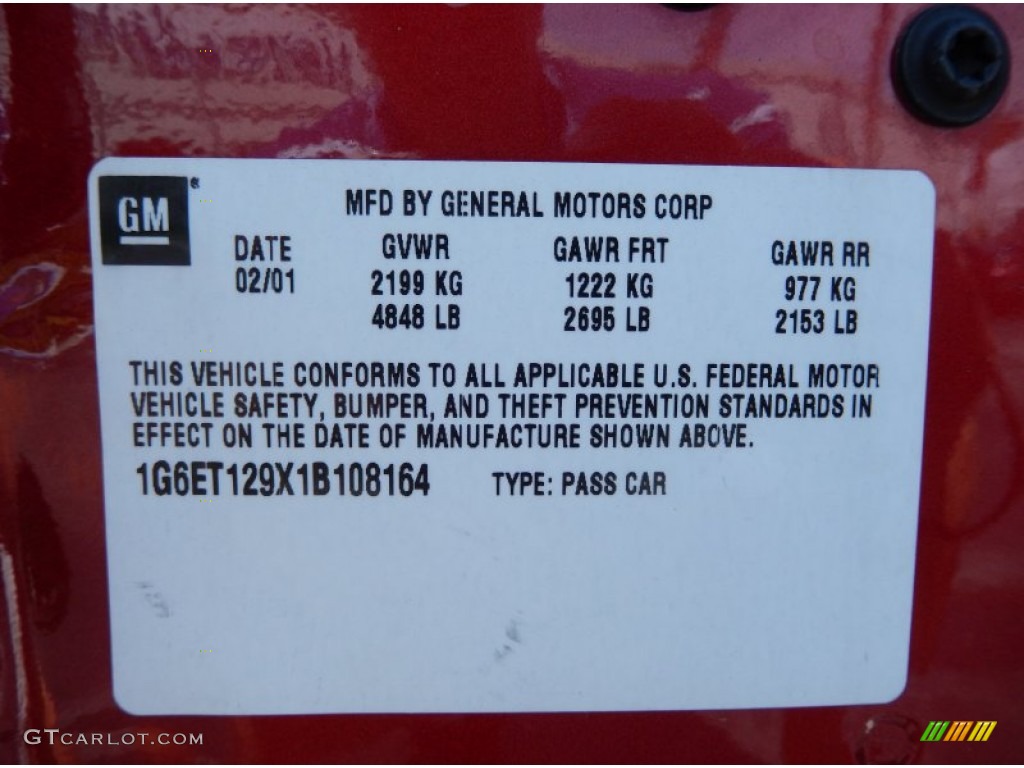 GM®
MFD BY GENERAL MOTORS CORP
DATE GVWR GAWR FRT GAWR RR
02/01 2199 KG 1222 KG 977 KG
4848 LB 2695 LB 2153 LB
THIS VEHICLE CONFORMS TO ALL APPLICABLE U.S. FEDERAL MOTOR
VEHICLE SAFETY, BUMPER, AND THEFT PREVENTION STANDARDS IN
EFFECT ON THE DATE OF MANUFACTURE SHOWN ABOVE.
1G6ET129X1B108164 TYPE: PASS CAR
GTCARLOT.COM